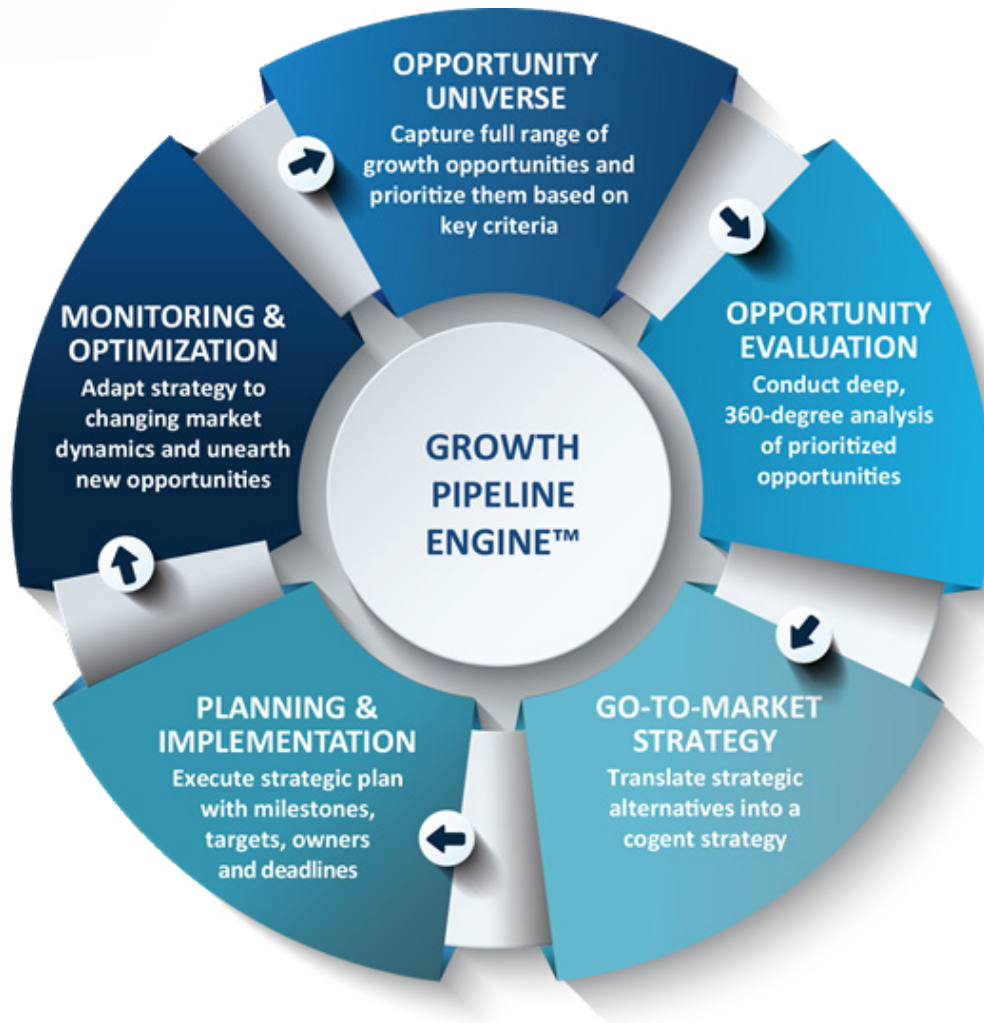 OPPORTUNITY
UNIVERSE
Capture full range of
growth opportunities and
prioritize them based on
key criteria
OPPORTUNITY
EVALUATION
Conduct deep,
360-degree analysis
of prioritized
opportunities
GO-TO-MARKET
STRATEGY
Translate strategic
alternatives into a
cogent strategy
PLANNING &
IMPLEMENTATION
Execute strategic plan
with milestones,
targets, owners
and deadlines
MONITORING &
OPTIMIZATION
Adapt strategy to
changing market
dynamics and unearth
new opportunities
GROWTH
PIPELINE
ENGINE™